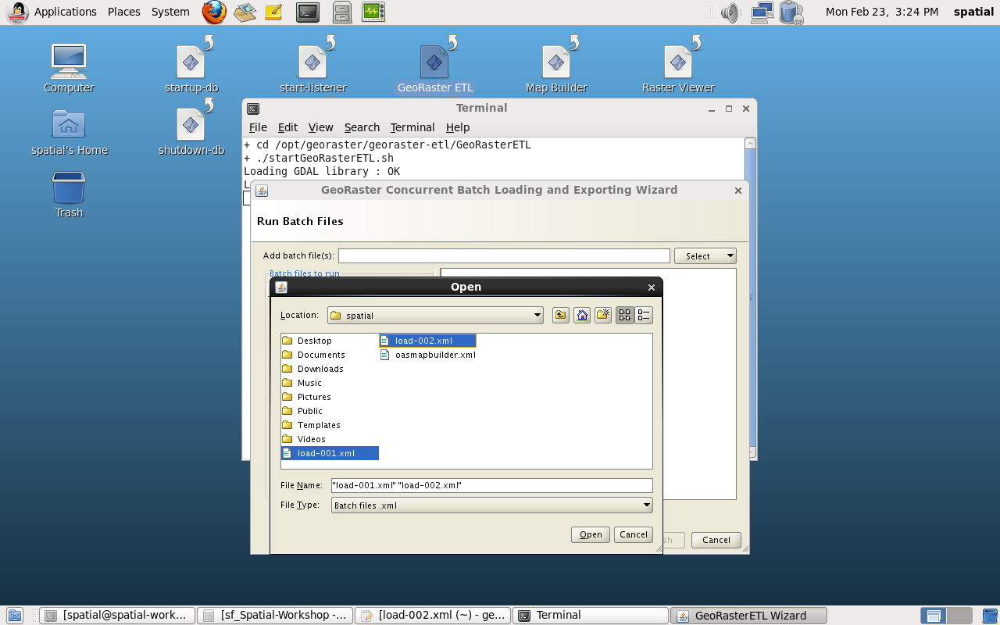 Applications Places System Mon Feb 23, 3:24 PM spatial
Computer startup-db start-listener GeoRaster ETL Map Builder Raster Viewer
spatial's Home shutdown-db
Trash
Terminal
File Edit View Search Terminal Help
+ cd /opt/georaster/georaster-etl/GeoRasterETL
+ ./startGeoRasterETL.sh
Loading GDAL library : OK
L
GeoRaster Concurrent Batch Loading and Exporting Wizard
Run Batch Files
Add batch file(s): Select
Batch files to run
Open
Location: spatial
Desktop load-002.xml
Documents oasmapbuilder.xml
Downloads
Music
Pictures
Public
Templates
Videos
load-001.xml
File Name: "load-001.xml" "load-002.xml"
File Type: Batch files .xml
Open Cancel
sh Cancel
[spatial@spatial-work... [sf_Spatial-Workshop -... [load-002.xml (~) - ge... Terminal GeoRasterETL Wizard